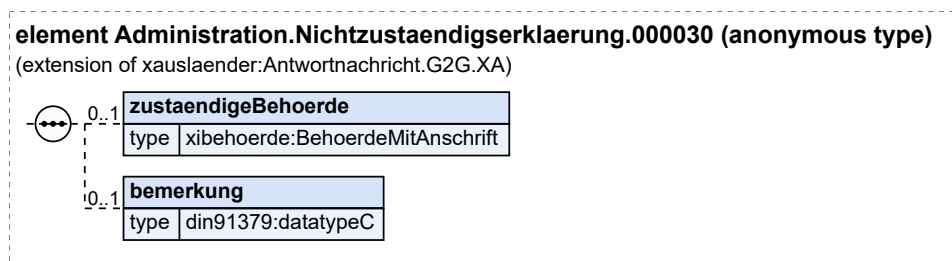 element Administration.Nichtzustaendigserklaerung.000030 (anonymous type)
(extension of xauslaender:Antwortnachricht.G2G.XA)
0..1 zustaendigeBehoerde
type xibehoerde:BehoerdeMitAnschrift
0..1 bemerkung
type din91379:datatypeC